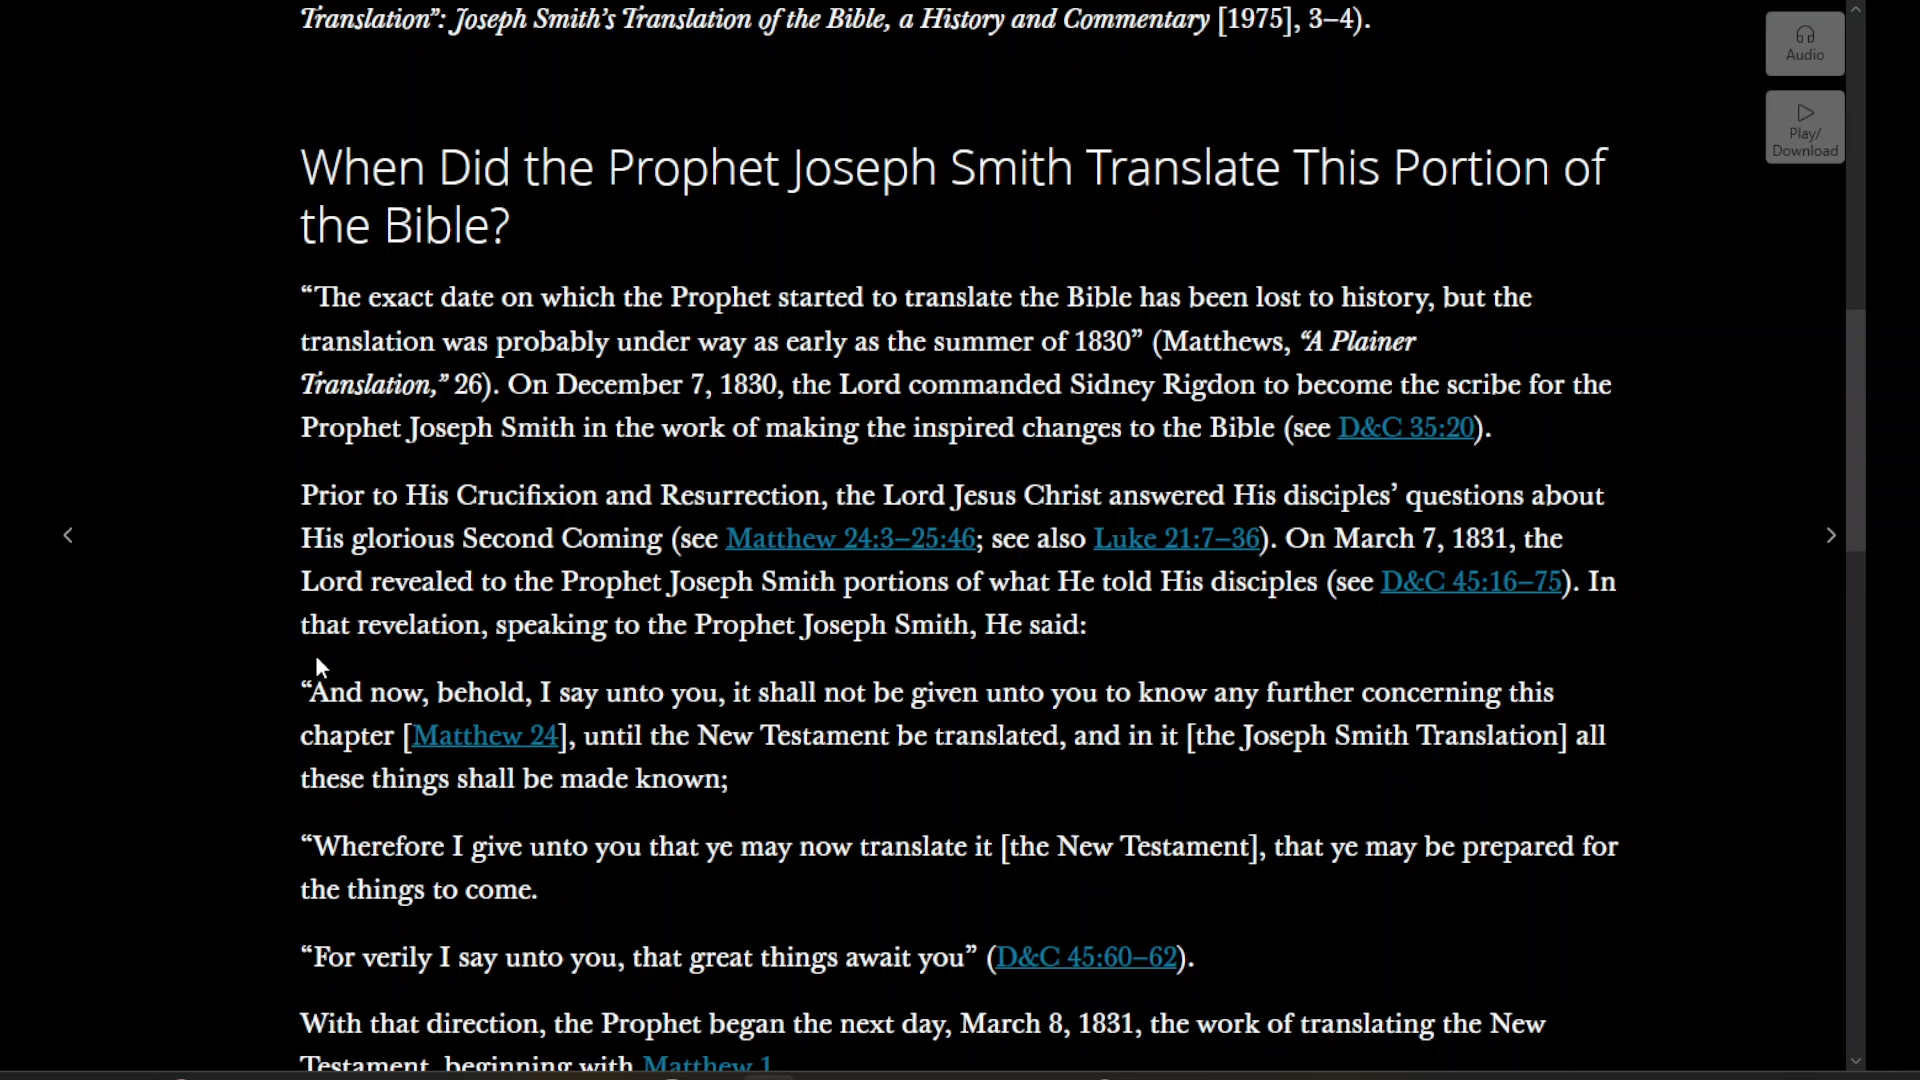 Translation”: Joseph Smith’s Translation of the Bible, a History and Commentary [1975], 3–4).
Audio
Play/
Download
When Did the Prophet Joseph Smith Translate This Portion of
the Bible?
“The exact date on which the Prophet started to translate the Bible has been lost to history, but the
translation was probably under way as early as the summer of 1830” (Matthews, “A Plainer
Translation,” 26). On December 7, 1830, the Lord commanded Sidney Rigdon to become the scribe for the
Prophet Joseph Smith in the work of making the inspired changes to the Bible (see D&C 35:20).
Prior to His Crucifixion and Resurrection, the Lord Jesus Christ answered His disciples’ questions about
His glorious Second Coming (see Matthew 24:3–25:46; see also Luke 21:7–36). On March 7, 1831, the
Lord revealed to the Prophet Joseph Smith portions of what He told His disciples (see D&C 45:16–75). In
that revelation, speaking to the Prophet Joseph Smith, He said:
“And now, behold, I say unto you, it shall not be given unto you to know any further concerning this
chapter [Matthew 24], until the New Testament be translated, and in it [the Joseph Smith Translation] all
these things shall be made known;
“Wherefore I give unto you that ye may now translate it [the New Testament], that ye may be prepared for
the things to come.
“For verily I say unto you, that great things await you” (D&C 45:60–62).
With that direction, the Prophet began the next day, March 8, 1831, the work of translating the New
Testament, beginning with Matthew 1